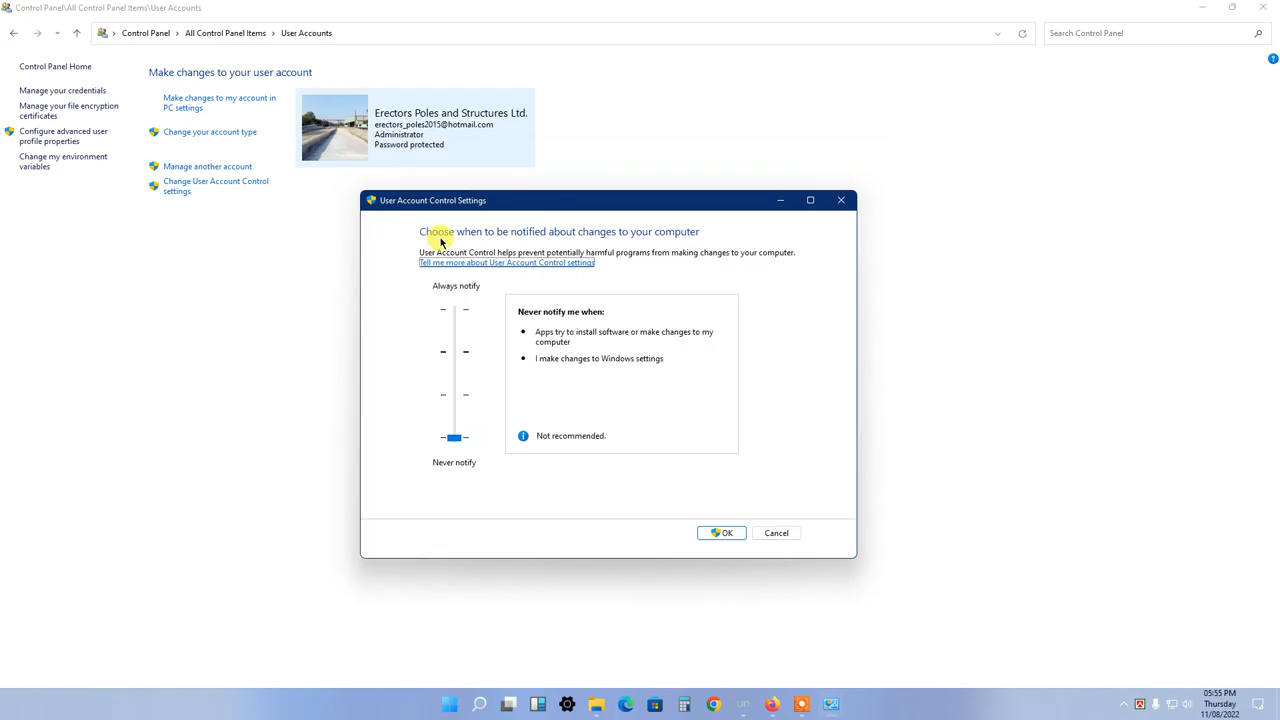 Control Panel\All Control Panel Items\User Accounts
Control Panel
All Control Panel Items
User Accounts
Search Control Panel
Control Panel Home
Manage your credentials
Manage your file encryption
certificates
Configure advanced user
profile properties
Change my environment
variables
Make changes to your user account
Make changes to my account in
PC settings
Change your account type
Manage another account
Change User Account Control
settings
Erectors Poles and Structures Ltd.
erectors_poles2015@hotmail.com
Administrator
Password protected
User Account Control Settings
Choose when to be notified about changes to your computer
User Account Control helps prevent potentially harmful programs from making changes to your computer.
Tell me more about User Account Control settings
Always notify
Never notify me when:
Apps try to install software or make changes to my
computer
I make changes to Windows settings
Not recommended.
Never notify
OK
Cancel
05:55 PM
Thursday
11/08/2022